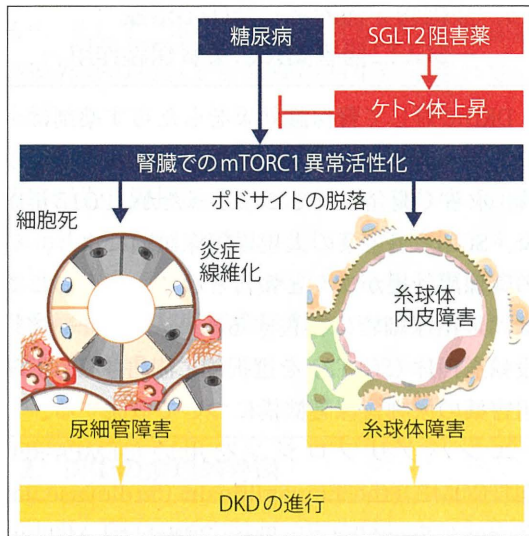 糖尿病
SGLT2阻害薬
ケトン体上昇
腎臓でのmTORC1異常活性化
ポドサイトの脱落
細胞死
炎症
線維化
糸球体
内皮障害
尿細管障害
糸球体障害
DKDの進行